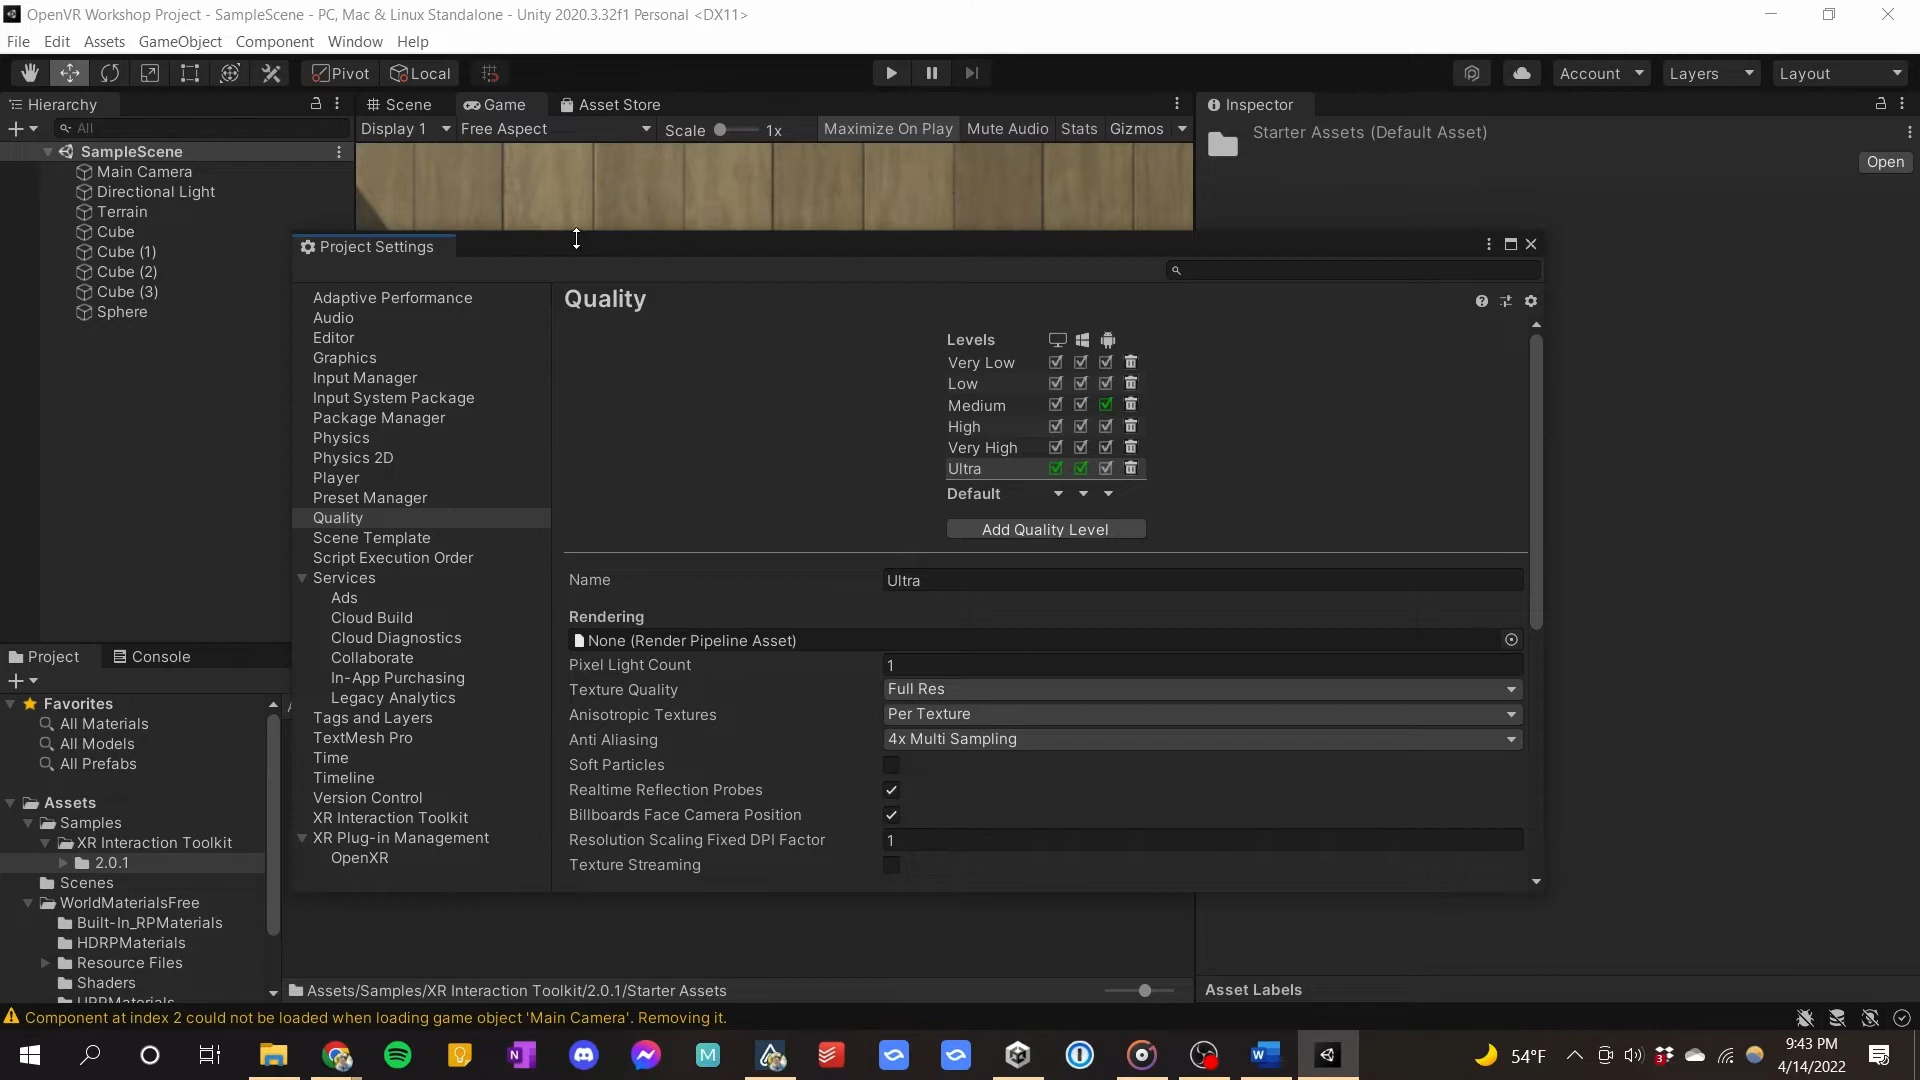 OpenVR Workshop Project - SampleScene - PC, Mac & Linux Standalone - Unity 2020.3.32f1 Personal <DX11>
File Edit Assets GameObject Component Window Help
Pivot Local Account Layers Layout
Hierarchy
All
SampleScene
Main Camera
Directional Light
Terrain
Cube
Cube (1)
Cube (2)
Cube (3)
Sphere
Scene Game Asset Store
Display 1 Free Aspect Scale 1x Maximize On Play Mute Audio Stats Gizmos
Inspector
Starter Assets (Default Asset)
Open
Project Settings
Adaptive Performance
Audio
Editor
Graphics
Input Manager
Input System Package
Package Manager
Physics
Physics 2D
Player
Preset Manager
Quality
Scene Template
Script Execution Order
Services
Ads
Cloud Build
Cloud Diagnostics
Collaborate
In-App Purchasing
Legacy Analytics
Tags and Layers
TextMesh Pro
Time
Timeline
Version Control
XR Interaction Toolkit
XR Plug-in Management
OpenXR
Quality
Levels
Very Low
Low
Medium
High
Very High
Ultra
Default
Add Quality Level
Name Ultra
Rendering
None (Render Pipeline Asset)
Pixel Light Count 1
Texture Quality Full Res
Anisotropic Textures Per Texture
Anti Aliasing 4x Multi Sampling
Soft Particles
Realtime Reflection Probes
Billboards Face Camera Position
Resolution Scaling Fixed DPI Factor 1
Texture Streaming
Project Console
Favorites
All Materials
All Models
All Prefabs
Assets
Samples
XR Interaction Toolkit
2.0.1
Scenes
WorldMaterialsFree
Built-In_RPMaterials
HDRPMaterials
Resource Files
Shaders
URPMaterials
Assets/Samples/XR Interaction Toolkit/2.0.1/Starter Assets
Asset Labels
Component at index 2 could not be loaded when loading game object 'Main Camera'. Removing it.
54°F
9:43 PM
4/14/2022